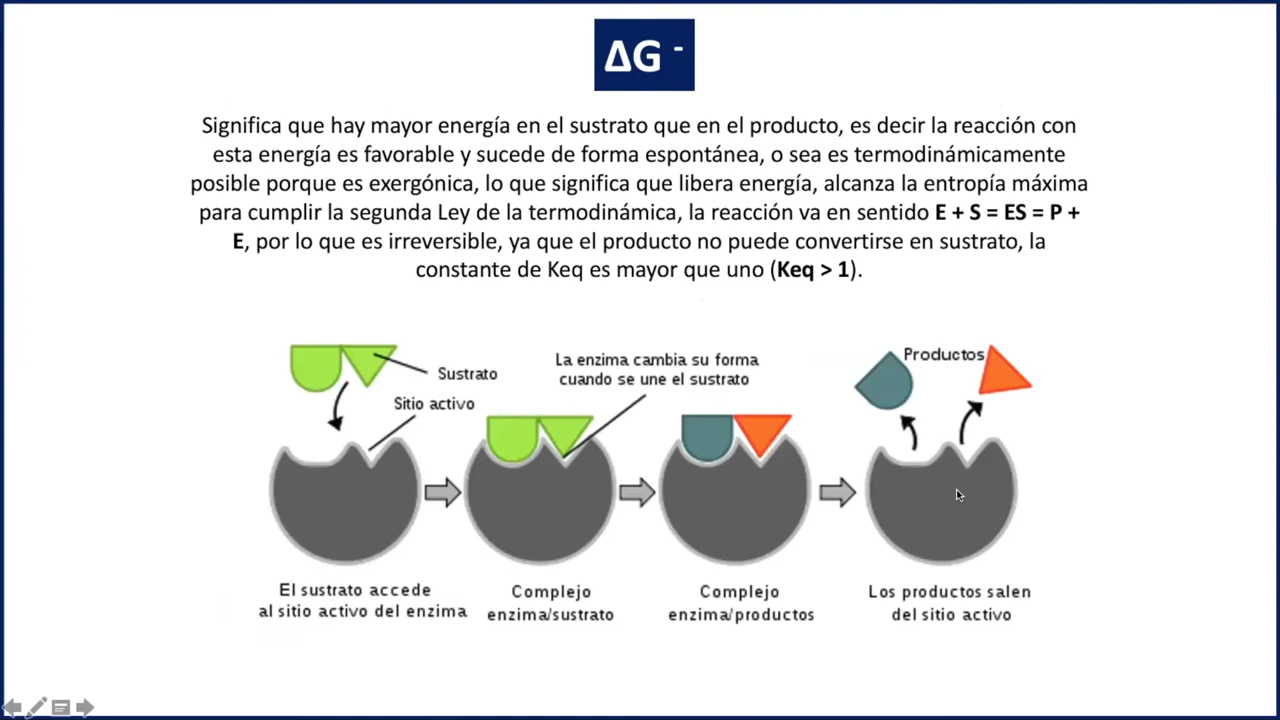 ΔG -
Significa que hay mayor energía en el sustrato que en el producto, es decir la reacción con
esta energía es favorable y sucede de forma espontánea, o sea es termodinámicamente
posible porque es exergónica, lo que significa que libera energía, alcanza la entropía máxima
para cumplir la segunda Ley de la termodinámica, la reacción va en sentido E + S = ES = P +
E, por lo que es irreversible, ya que el producto no puede convertirse en sustrato, la
constante de Keq es mayor que uno (Keq > 1).
Sustrato
Sitio activo
La enzima cambia su forma
cuando se une el sustrato
Productos
El sustrato accede
al sitio activo del enzima
Complejo
enzima/sustrato
Complejo
enzima/productos
Los productos salen
del sitio activo